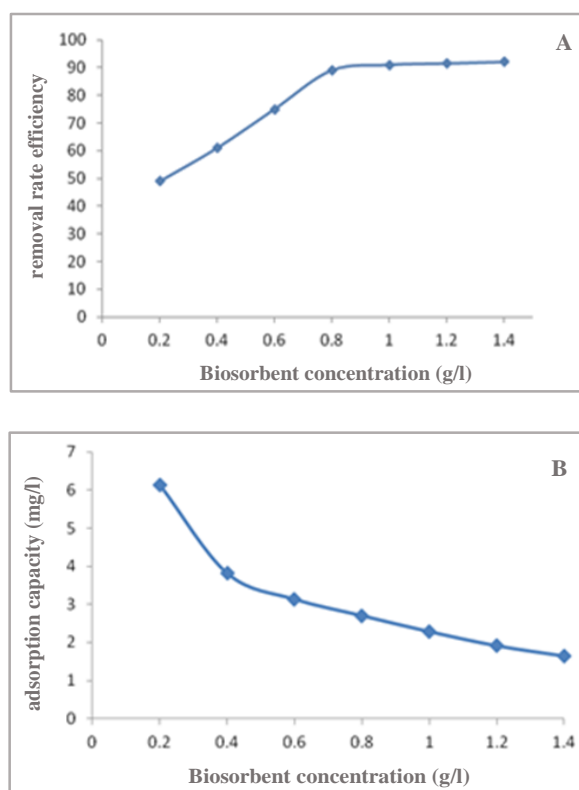 A
100
90
80
70
60
50
40
30
20
10
0
removal rate efficiency
0 0.2 0.4 0.6 0.8 1 1.2 1.4
Biosorbent concentration (g/l)
B
7
6
5
4
3
2
1
0
adsorption capacity (mg/l)
0 0.2 0.4 0.6 0.8 1 1.2 1.4
Biosorbent concentration (g/l)